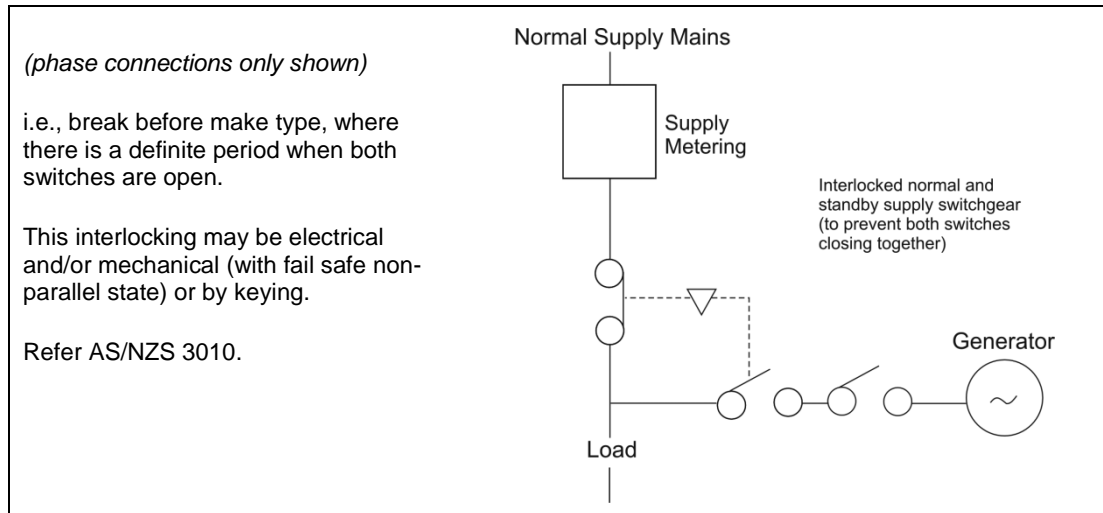 (phase connections only shown)
i.e., break before make type, where
there is a definite period when both
switches are open.
This interlocking may be electrical
and/or mechanical (with fail safe non-
parallel state) or by keying.
Refer AS/NZS 3010.
Normal Supply Mains
Supply
Metering
Interlocked normal and
standby supply switchgear
(to prevent both switches
closing together)
Generator
~
Load